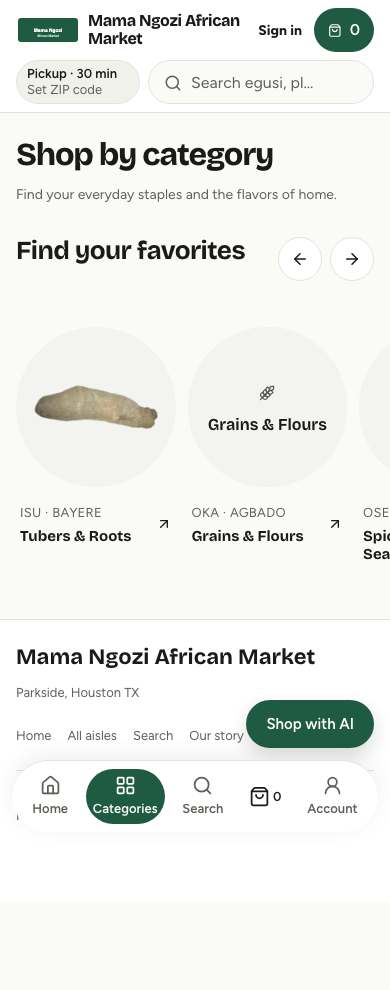 Mama Ngozi
African Market
Mama Ngozi African
Market
Sign in
0
Pickup · 30 min
Set ZIP code
Search egusi, pl...
Shop by category
Find your everyday staples and the flavors of home.
Find your favorites
Grains & Flours
ISU · BAYERE
Tubers & Roots
OKA · AGBADO
Grains & Flours
OSE
Spic
Sea
Mama Ngozi African Market
Parkside, Houston TX
Home
All aisles
Search
Our story
Shop with AI
Home
Categories
Search
0
Account